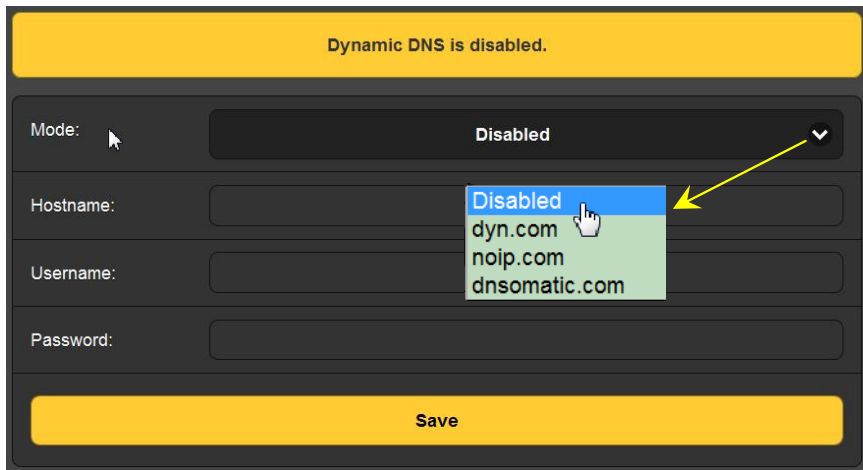 Dynamic DNS is disabled.
Mode:
Disabled
Hostname:
Disabled
dyn.com
noip.com
dnsomatic.com
Username:
Password:
Save